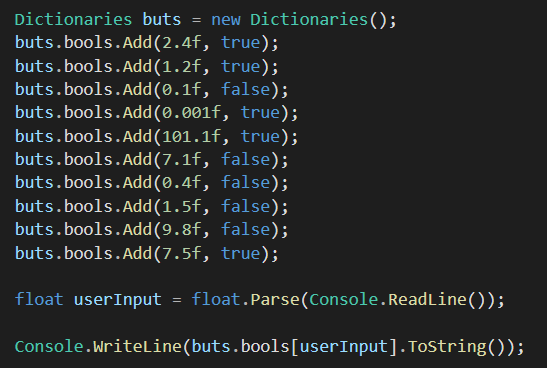 Dictionaries buts = new Dictionaries();
buts.bools.Add(2.4f, true);
buts.bools.Add(1.2f, true);
buts.bools.Add(0.1f, false);
buts.bools.Add(0.001f, true);
buts.bools.Add(101.1f, true);
buts.bools.Add(7.1f, false);
buts.bools.Add(0.4f, false);
buts.bools.Add(1.5f, false);
buts.bools.Add(9.8f, false);
buts.bools.Add(7.5f, true);
float userInput = float.Parse(Console.ReadLine());
Console.WriteLine(buts.bools[userInput].ToString());